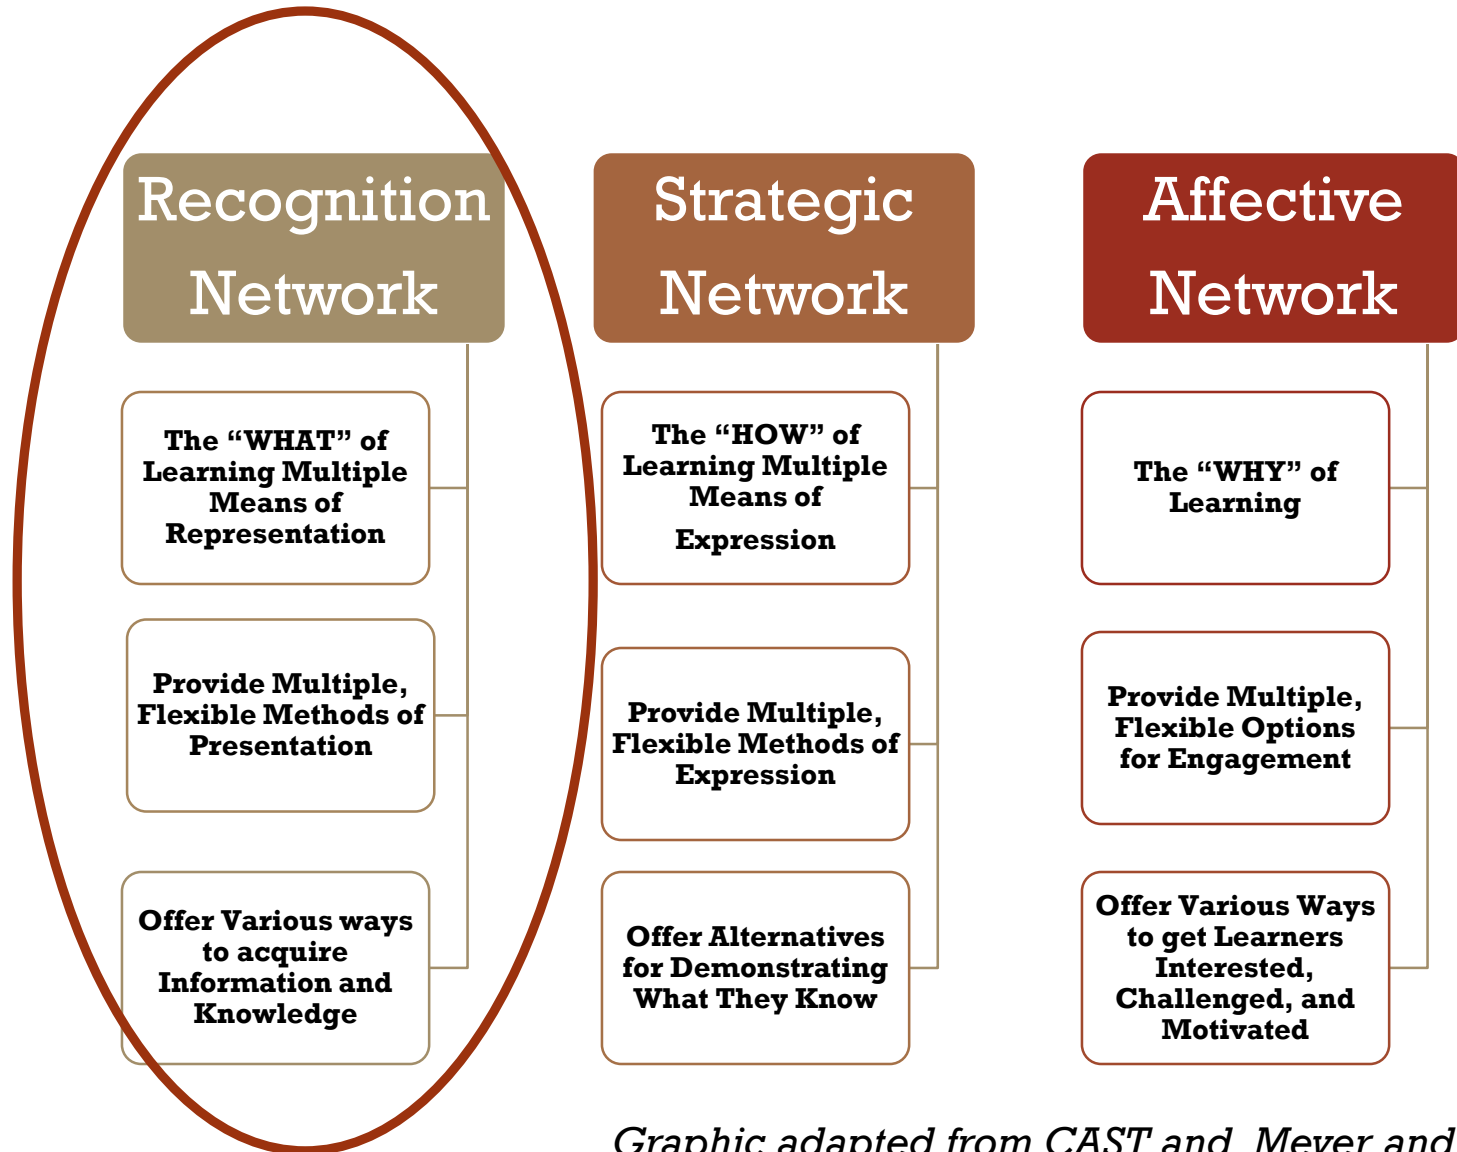 Recognition
Network
The “WHAT” of
Learning Multiple
Means of
Representation
Provide Multiple,
Flexible Methods of
Presentation
Offer Various ways
to acquire
Information and
Knowledge
Strategic
Network
The “HOW” of
Learning Multiple
Means of
Expression
Provide Multiple,
Flexible Methods of
Expression
Offer Alternatives
for Demonstrating
What They Know
Affective
Network
The “WHY” of
Learning
Provide Multiple,
Flexible Options
for Engagement
Offer Various Ways
to get Learners
Interested,
Challenged, and
Motivated
Graphic adapted from CAST and Meyer and